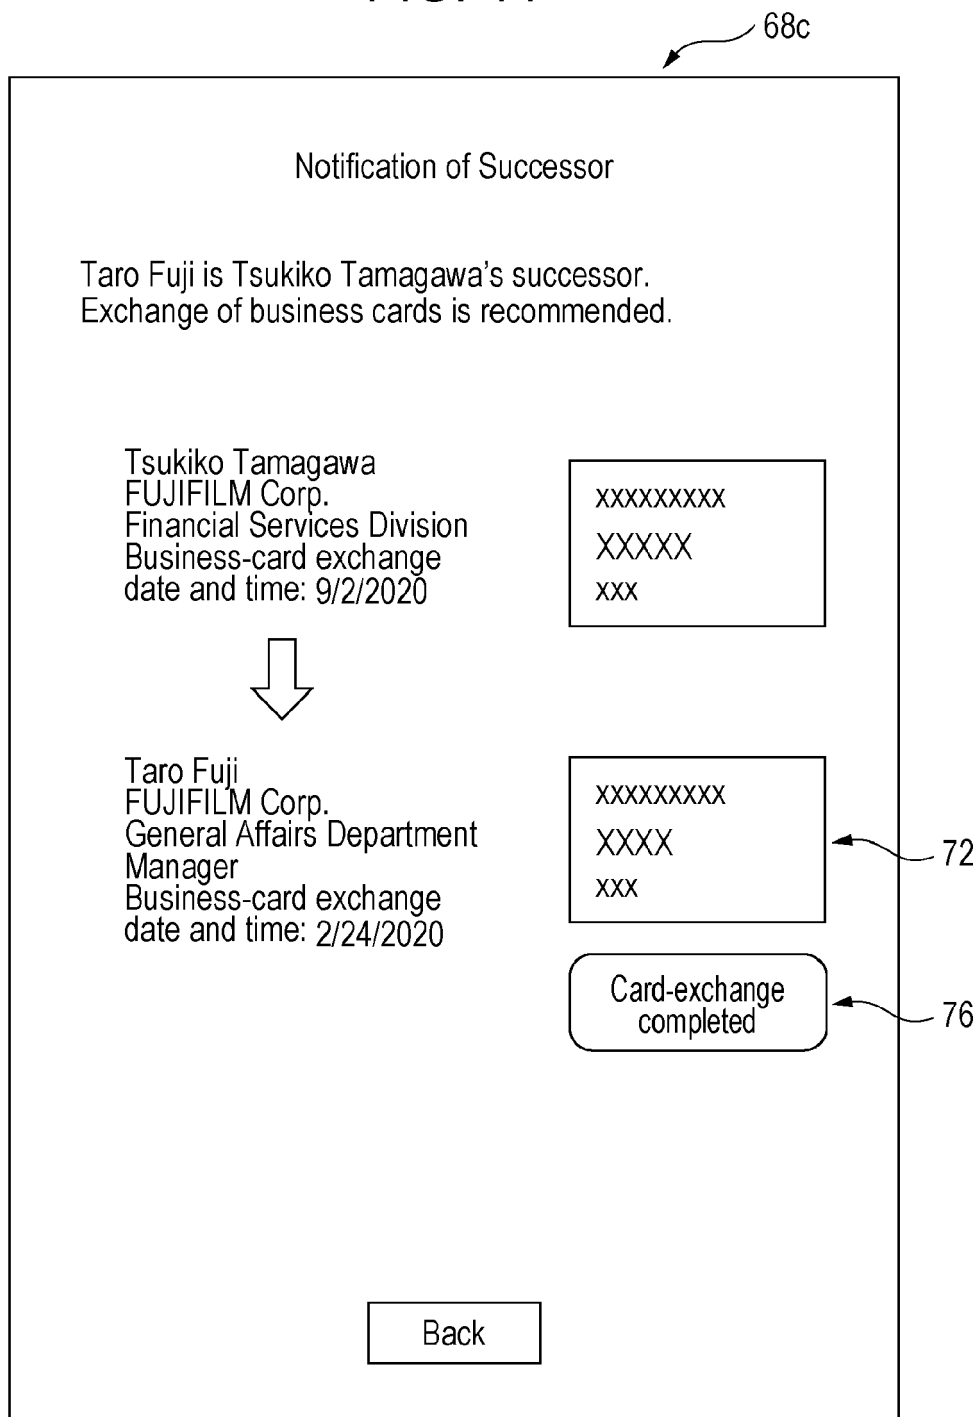 68c
Notification of Successor
Taro Fuji is Tsukiko Tamagawa's successor.
Exchange of business cards is recommended.
Tsukiko Tamagawa
FUJIFILM Corp.
Financial Services Division
Business-card exchange
date and time: 9/2/2020
xxxxxxxxx
XXXXX
xxx
Taro Fuji
FUJIFILM Corp.
General Affairs Department
Manager
Business-card exchange
date and time: 2/24/2020
xxxxxxxxx
XXXX
xxx
72
Card-exchange
completed
76
Back